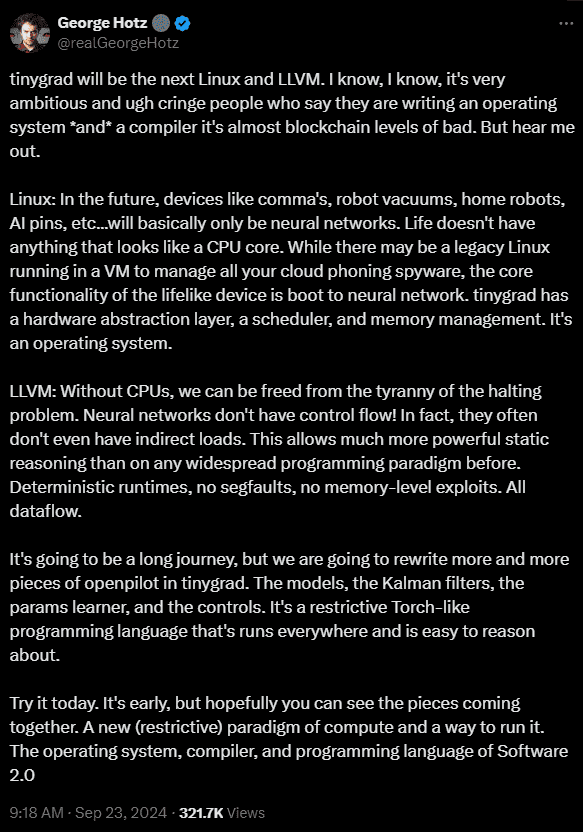 George Hotz
@realGeorgeHotz
tinygrad will be the next Linux and LLVM. I know, I know, it's very
ambitious and ugh cringe people who say they are writing an operating
system *and* a compiler it's almost blockchain levels of bad. But hear me
out.
Linux: In the future, devices like comma's, robot vacuums, home robots,
AI pins, etc...will basically only be neural networks. Life doesn't have
anything that looks like a CPU core. While there may be a legacy Linux
running in a VM to manage all your cloud phoning spyware, the core
functionality of the lifelike device is boot to neural network. tinygrad has
a hardware abstraction layer, a scheduler, and memory management. It's
an operating system.
LLVM: Without CPUs, we can be freed from the tyranny of the halting
problem. Neural networks don't have control flow! In fact, they often
don't even have indirect loads. This allows much more powerful static
reasoning than on any widespread programming paradigm before.
Deterministic runtimes, no segfaults, no memory-level exploits. All
dataflow.
It's going to be a long journey, but we are going to rewrite more and more
pieces of openpilot in tinygrad. The models, the Kalman filters, the
params learner, and the controls. It's a restrictive Torch-like
programming language that's runs everywhere and is easy to reason
about.
Try it today. It's early, but hopefully you can see the pieces coming
together. A new (restrictive) paradigm of compute and a way to run it.
The operating system, compiler, and programming language of Software
2.0
9:18 AM · Sep 23, 2024 · 321.7K Views